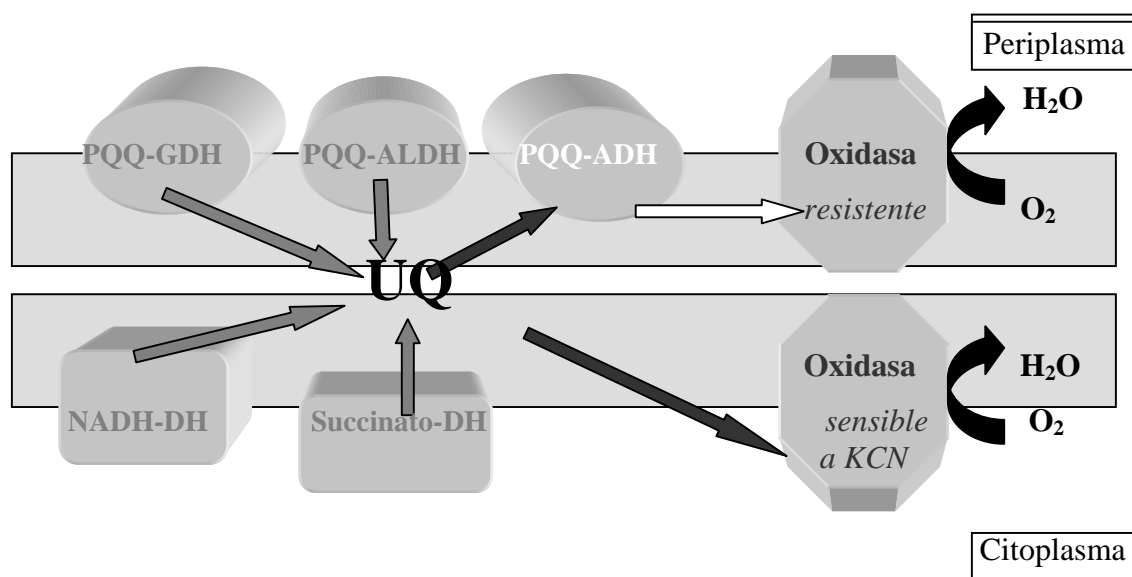 Periplasma
H₂O
PQQ-GDH
PQQ-ALDH
PQQ-ADH
Oxidasa
resistente
O₂
UQ
NADH-DH
Succinato-DH
Oxidasa
sensible
a KCN
H₂O
O₂
Citoplasma